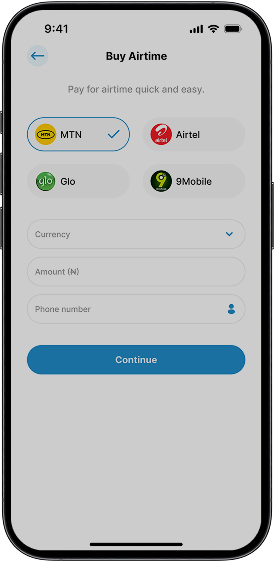 9:41
Buy Airtime
Pay for airtime quick and easy.
MTN MTN
airtel Airtel
glo Glo
9 9Mobile
Currency
Amount (₦)
Phone number
Continue